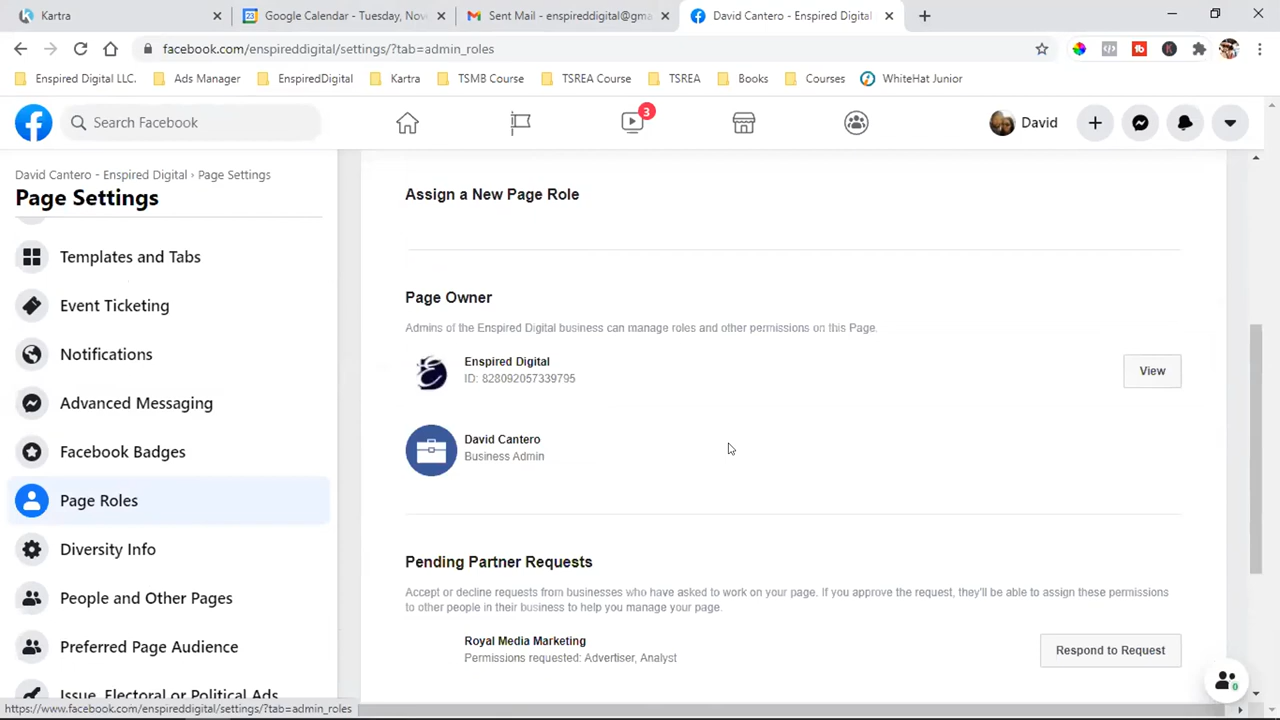 Kartra
Google Calendar - Tuesday, Nov
Sent Mail - enspireddigital@gma
David Cantero - Enspired Digital
facebook.com/enspireddigital/settings/?tab=admin_roles
Enspired Digital LLC.
Ads Manager
EnspiredDigital
Kartra
TSMB Course
TSREA Course
TSREA
Books
Courses
WhiteHat Junior
Search Facebook
3
David
David Cantero - Enspired Digital › Page Settings
Page Settings
Templates and Tabs
Event Ticketing
Notifications
Advanced Messaging
Facebook Badges
Page Roles
Diversity Info
People and Other Pages
Preferred Page Audience
Issue, Electoral or Political Ads
https://www.facebook.com/enspireddigital/settings/?tab=admin_roles
Assign a New Page Role
Page Owner
Admins of the Enspired Digital business can manage roles and other permissions on this Page.
Enspired Digital
ID: 828092057339795
View
David Cantero
Business Admin
Pending Partner Requests
Accept or decline requests from businesses who have asked to work on your page. If you approve the request, they'll be able to assign these permissions
to other people in their business to help you manage your page.
Royal Media Marketing
Permissions requested: Advertiser, Analyst
Respond to Request